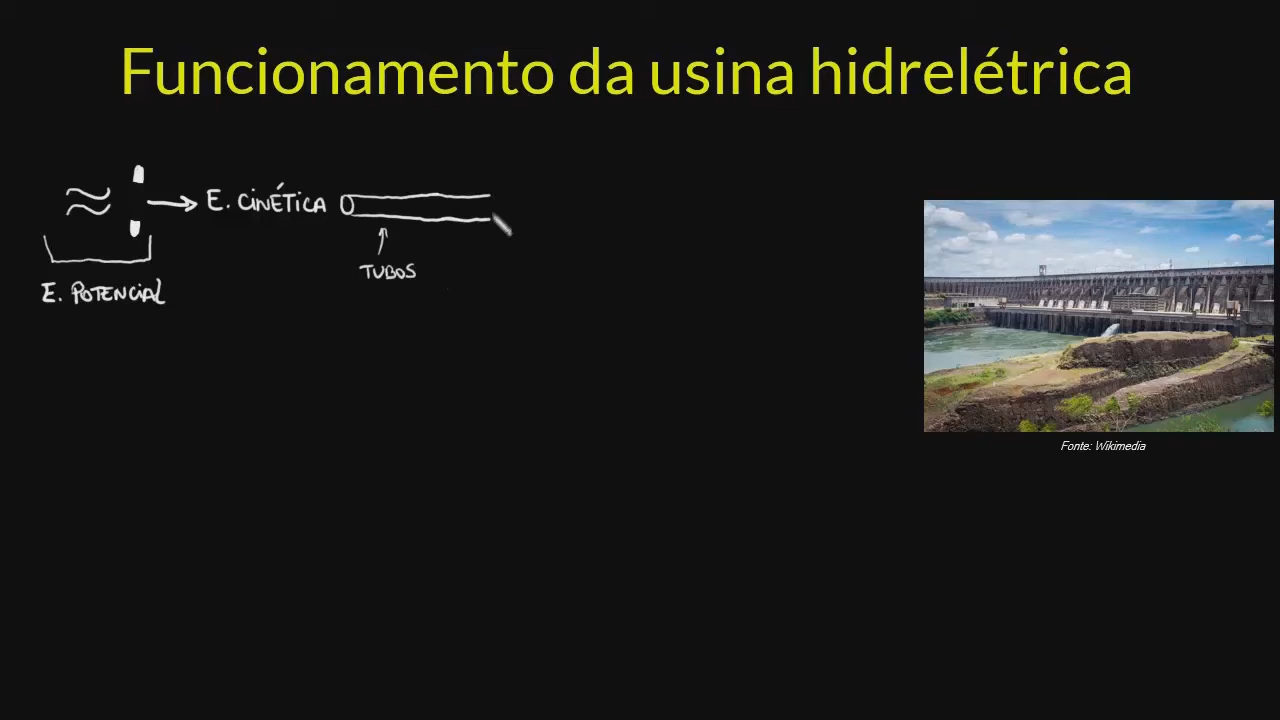 Funcionamento da usina hidrelétrica
E. CINÉTICA
TUBOS
E. POTENCIAL
Fonte: Wikimedia